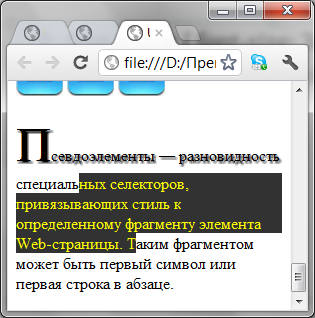 U
file:///D:/Пре
Псевдоэлементы — разновидность
специальных селекторов,
привязывающих стиль к
определенному фрагменту элемента
Web-страницы. Таким фрагментом
может быть первый символ или
первая строка в абзаце.